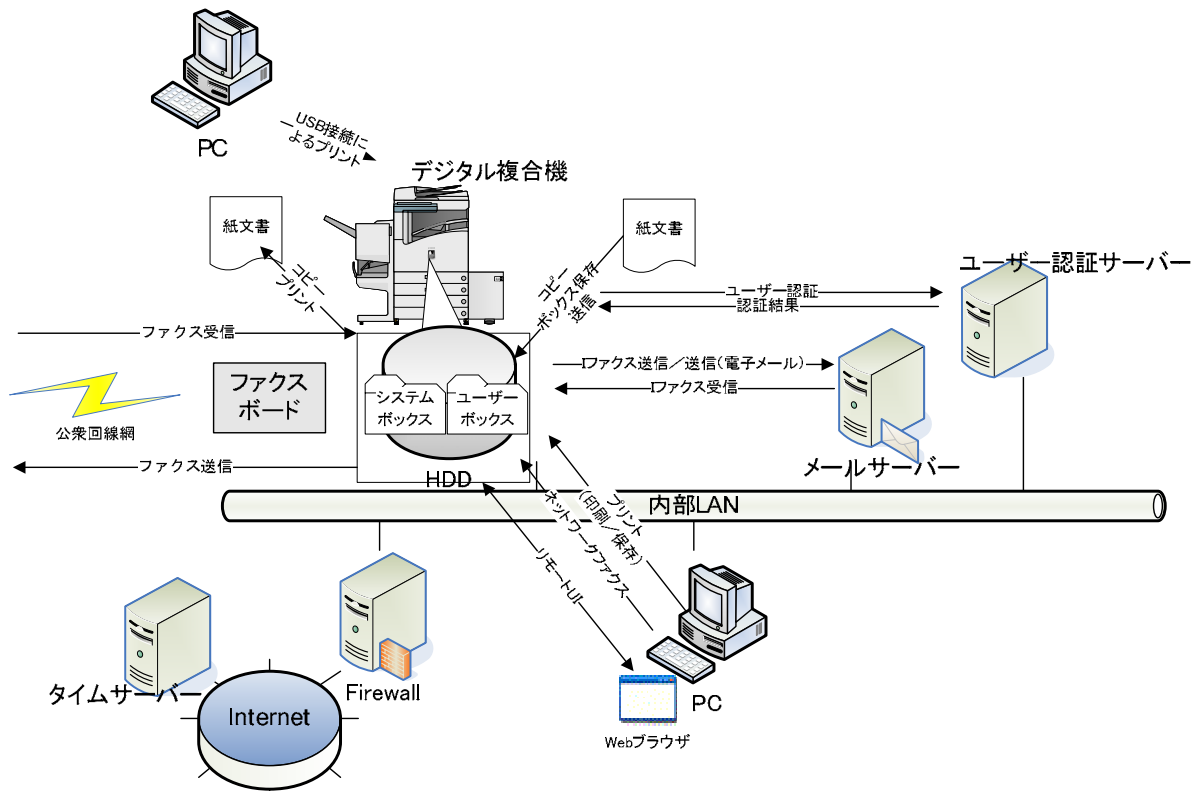 PC
USB接続に
よるプリント
デジタル複合機
紙文書
コピー
プリント
紙文書
コピー
ボックス保存
送信
ユーザー認証サーバー
ユーザー認証
認証結果
ファクス受信
Iファクス送信／送信(電子メール)
Iファクス受信
ファクス
ボード
システム
ボックス
ユーザー
ボックス
公衆回線網
ファクス送信
HDD
メールサーバー
内部LAN
プリント
(印刷／保存)
ネットワークファクス
リモートUI
タイムサーバー
Firewall
Internet
PC
Webブラウザ